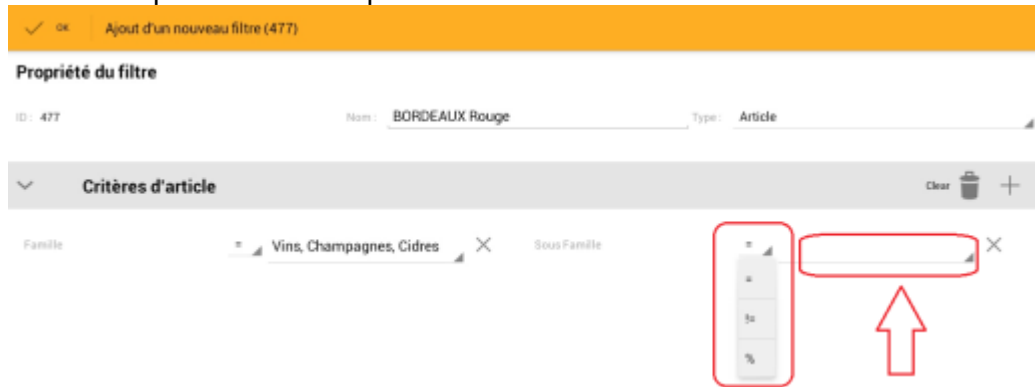 OK Ajout d'un nouveau filtre (477)
Propriété du filtre
ID : 477 Nom : BORDEAUX Rouge Type : Article
Critères d'article Clear
Famille = Vins, Champagnes, Cidres Sous Famille =
=
!=
%